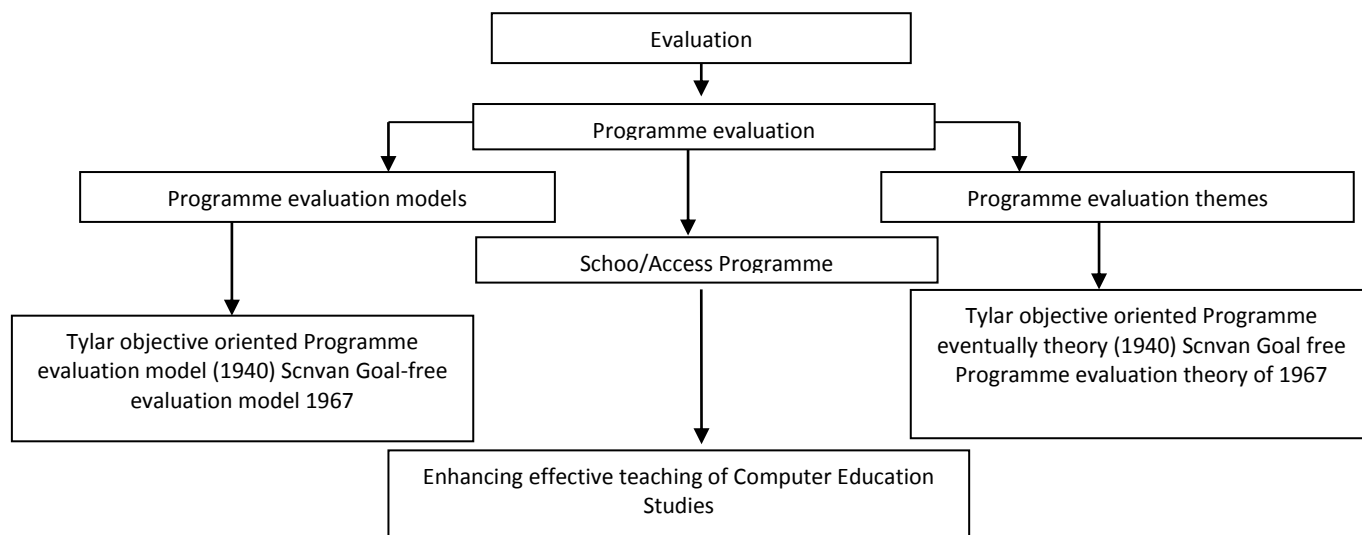 Evaluation
Programme evaluation
Programme evaluation models
Programme evaluation themes
Schoo/Access Programme
Tylar objective oriented Programme
evaluation model (1940) Scnvan Goal-free
evaluation model 1967
Tylar objective oriented Programme
eventually theory (1940) Scnvan Goal free
Programme evaluation theory of 1967
Enhancing effective teaching of Computer Education
Studies